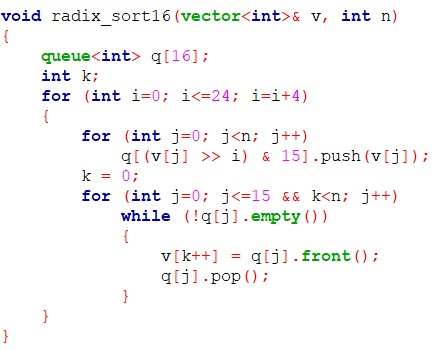 void radix_sort16(vector<int>& v, int n)
{
    queue<int> q[16];
    int k;
    for (int i=0; i<=24; i=i+4)
    {
        for (int j=0; j<n; j++)
            q[(v[j] >> i) & 15].push(v[j]);
        k = 0;
        for (int j=0; j<=15 && k<n; j++)
            while (!q[j].empty())
            {
                v[k++] = q[j].front();
                q[j].pop();
            }
    }
}